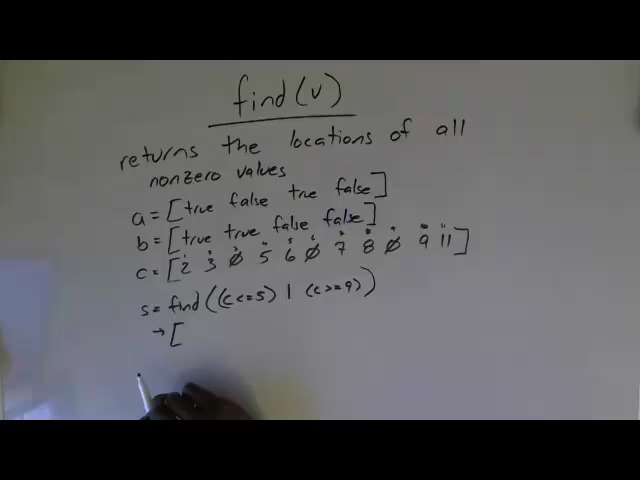 find(v)
returns the locations of all
nonzero values
a=[true false true false]
b=[true true false false]
c=[2 3 0 5 6 0 7 8 0 9 11]
s=find((c<=5) | (c>=9))
→[